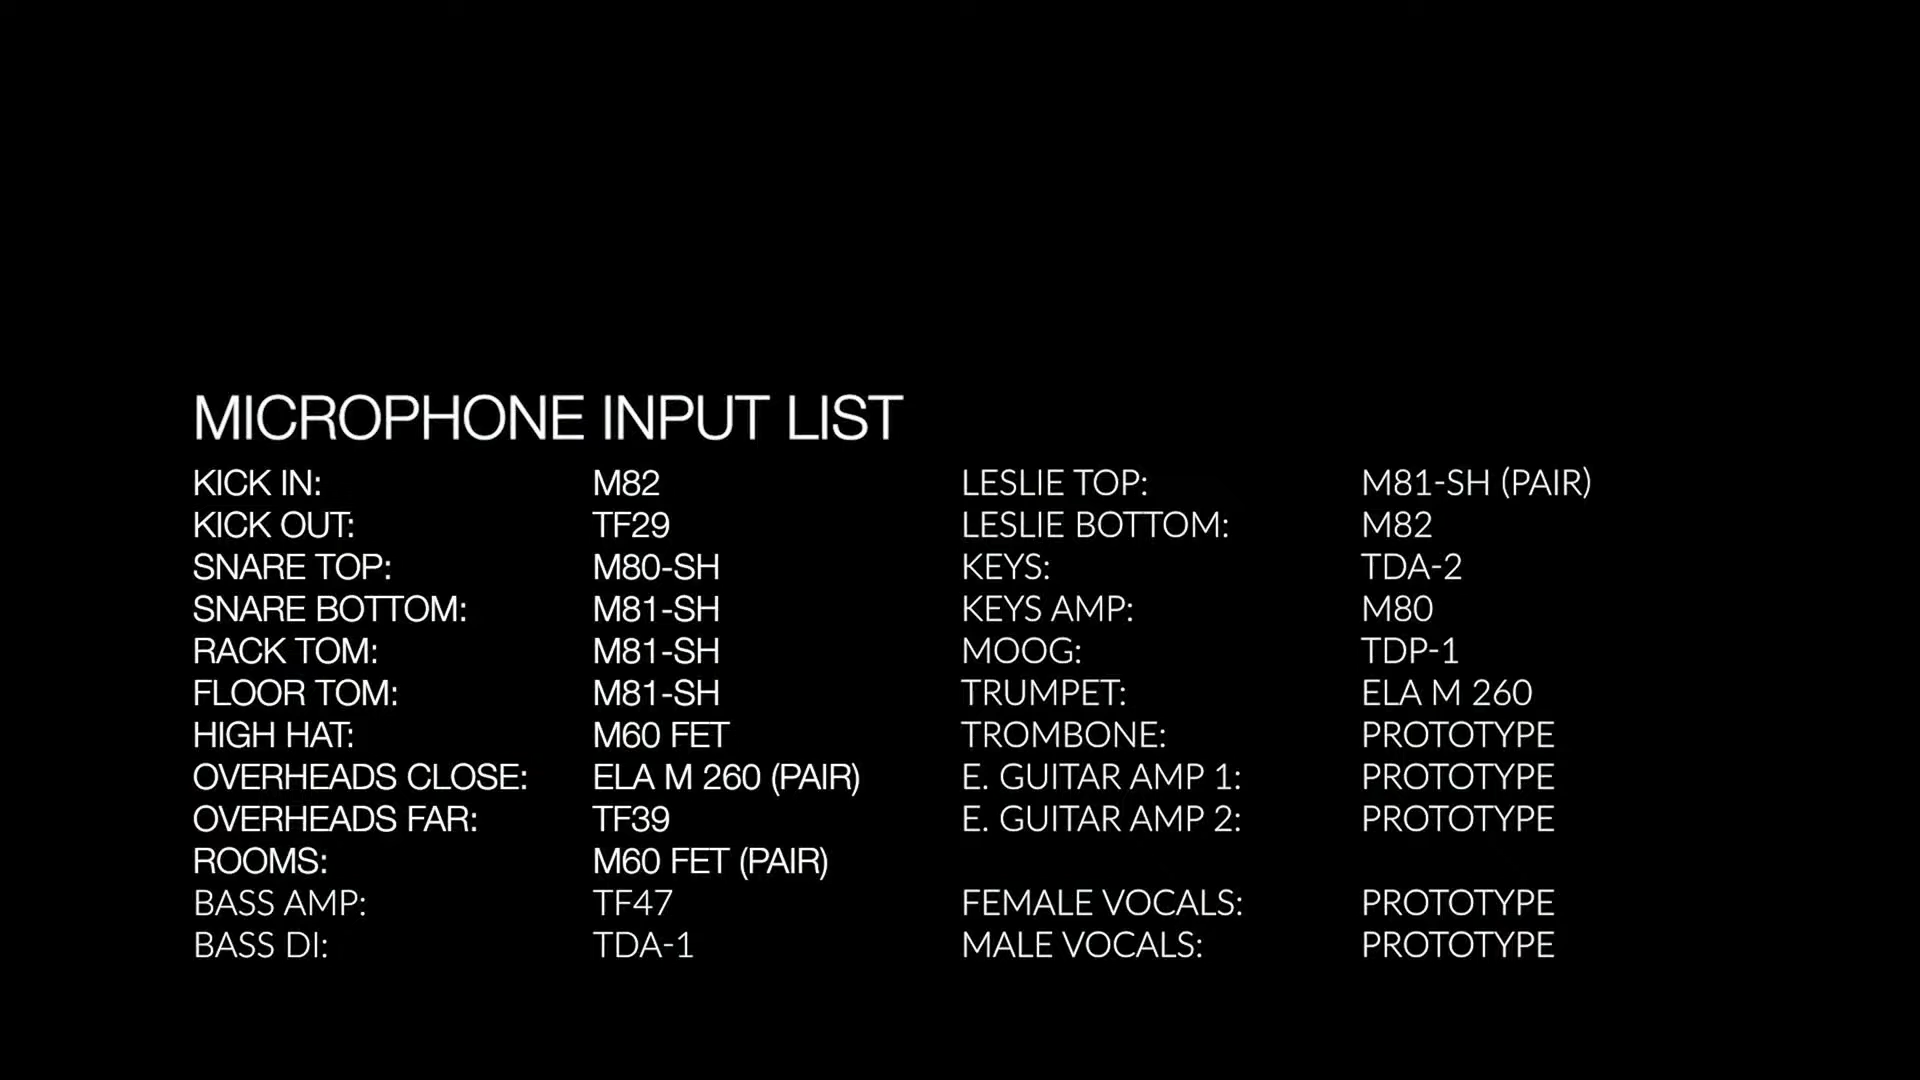 MICROPHONE INPUT LIST
KICK IN: M82
KICK OUT: TF29
SNARE TOP: M80-SH
SNARE BOTTOM: M81-SH
RACK TOM: M81-SH
FLOOR TOM: M81-SH
HIGH HAT: M60 FET
OVERHEADS CLOSE: ELA M 260 (PAIR)
OVERHEADS FAR: TF39
ROOMS: M60 FET (PAIR)
BASS AMP: TF47
BASS DI: TDA-1
LESLIE TOP: M81-SH (PAIR)
LESLIE BOTTOM: M82
KEYS: TDA-2
KEYS AMP: M80
MOOG: TDP-1
TRUMPET: ELA M 260
TROMBONE: PROTOTYPE
E. GUITAR AMP 1: PROTOTYPE
E. GUITAR AMP 2: PROTOTYPE
FEMALE VOCALS: PROTOTYPE
MALE VOCALS: PROTOTYPE